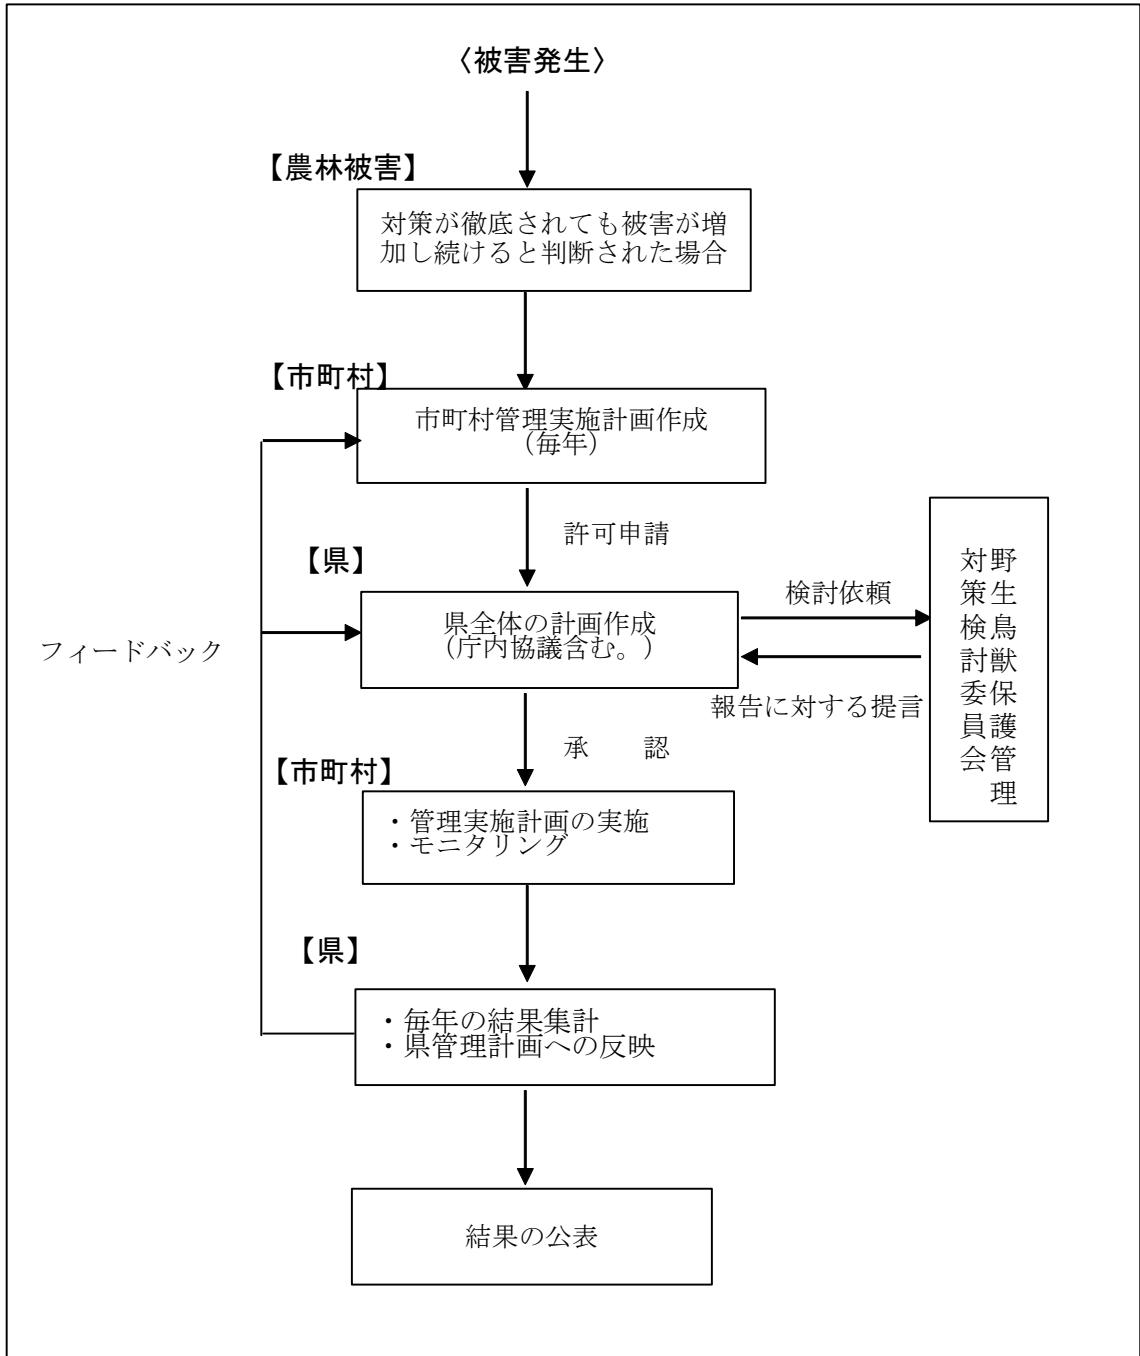 〈被害発生〉
【農林被害】
対策が徹底されても被害が増
加し続けると判断された場合
【市町村】
市町村管理実施計画作成
（毎年）
許可申請
【県】
県全体の計画作成
（庁内協議含む。）
検討依頼
報告に対する提言
野生鳥獣保護管理
対策検討委員会
フィードバック
承　　認
【市町村】
・管理実施計画の実施
・モニタリング
【県】
・毎年の結果集計
・県管理計画への反映
結果の公表